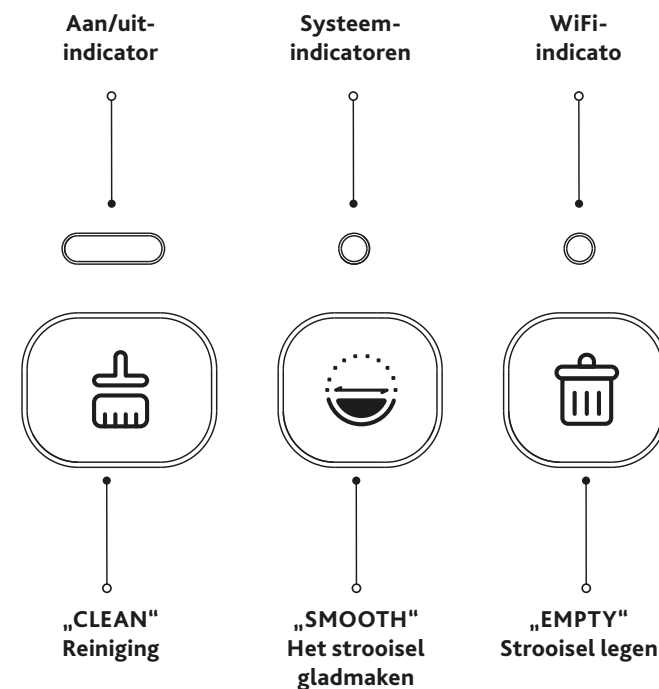 Aan/uit-
indicator
Systeem-
indicatoren
WiFi-
indicato
„CLEAN“
Reiniging
„SMOOTH“
Het strooisel
gladmaken
„EMPTY“
Strooisel legen